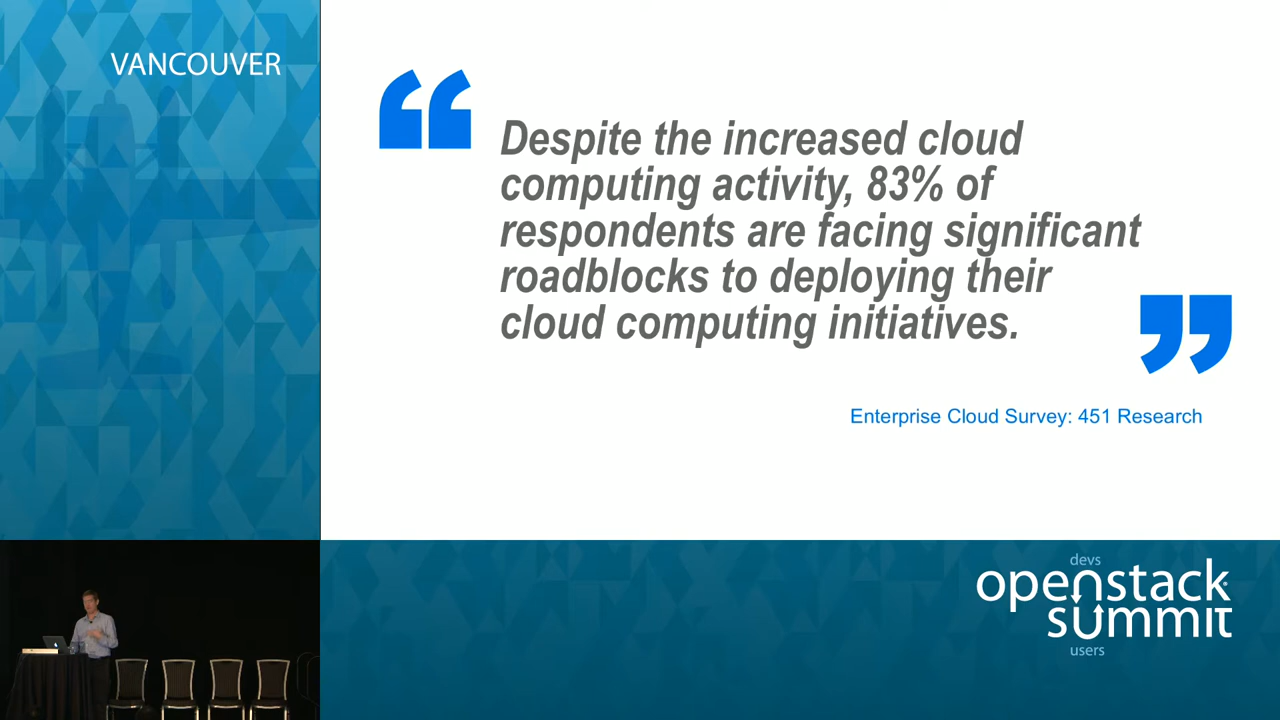 VANCOUVER
“
Despite the increased cloud
computing activity, 83% of
respondents are facing significant
roadblocks to deploying their
cloud computing initiatives.
”
Enterprise Cloud Survey: 451 Research
devs
openstack
summit
users